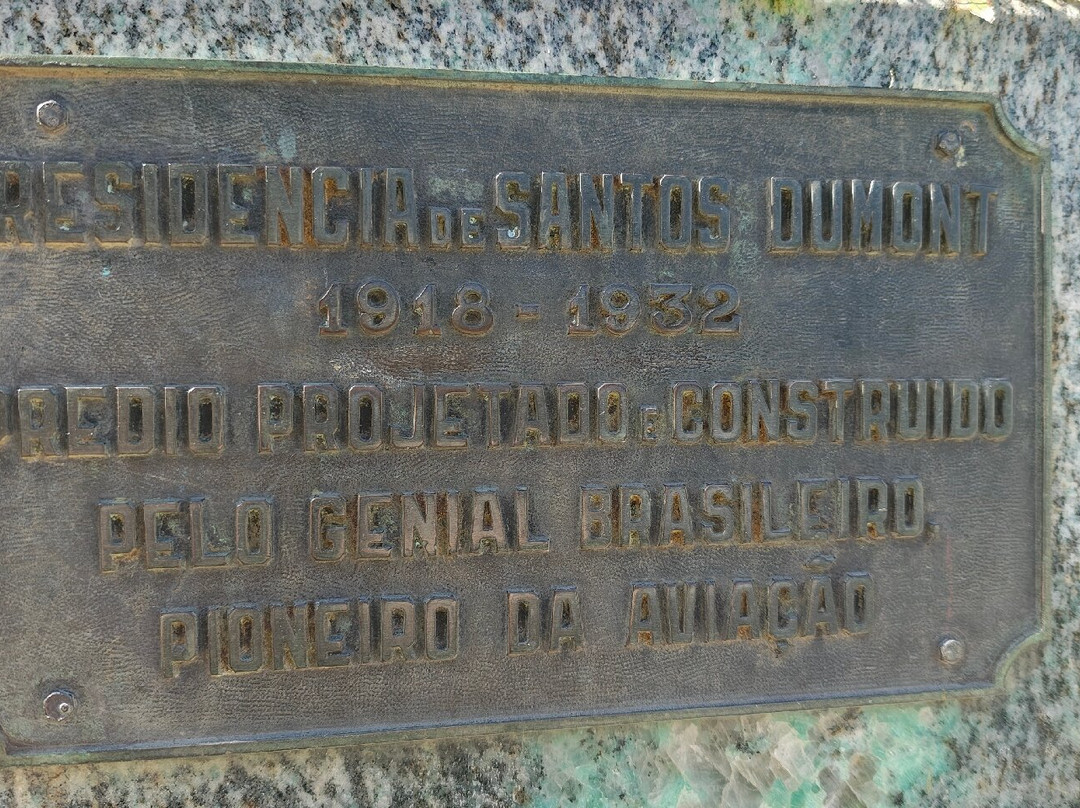 RESIDENCIA DE SANTOS DUMONT
1918 - 1932
PREDIO PROJETADO E CONSTRUIDO
PELO GENIAL BRASILEIRO,
PIONEIRO DA AVIAÇÃO